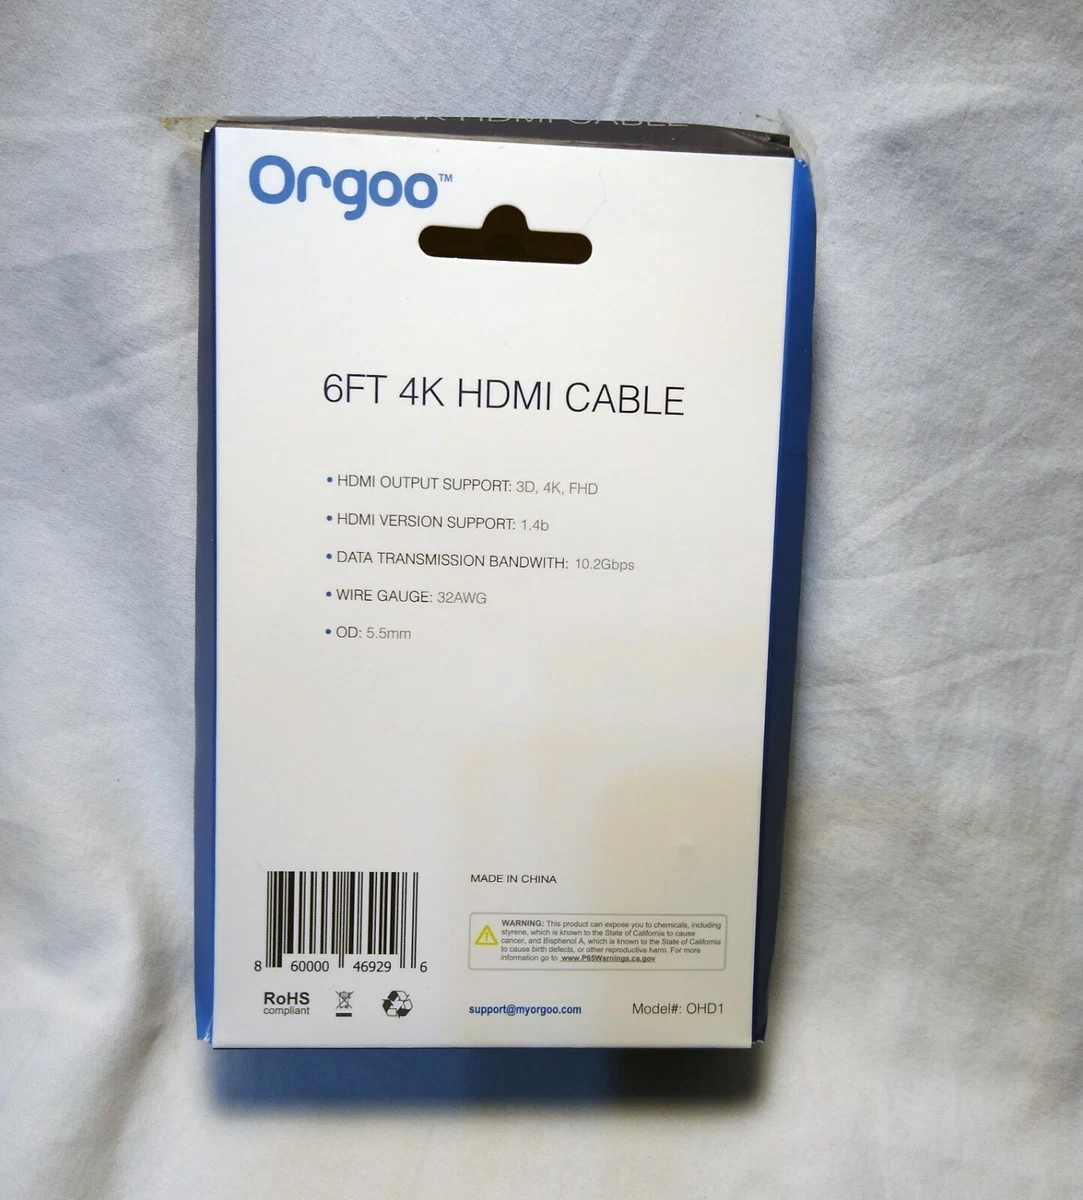 4K HDMI CABLE
Orgoo™
6FT 4K HDMI CABLE
• HDMI OUTPUT SUPPORT: 3D, 4K, FHD
• HDMI VERSION SUPPORT: 1.4b
• DATA TRANSMISSION BANDWITH: 10.2Gbps
• WIRE GAUGE: 32AWG
• OD: 5.5mm
MADE IN CHINA
WARNING: This product can expose you to chemicals, including
styrene, which is known to the State of California to cause
cancer, and Bisphenol A, which is known to the State of California
to cause birth defects, or other reproductive harm. For more
information go to www.P65Warnings.ca.gov
8 60000 46929 6
RoHS
compliant
support@myorgoo.com
Model#: OHD1